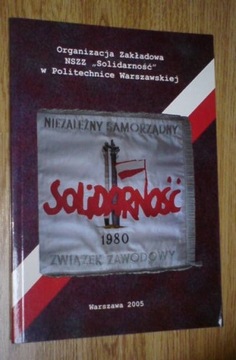 Organizacja Zakładowa
NSZZ „Solidarność”
w Politechnice Warszawskiej
NIEZALEŻNY SAMORZĄDNY
SOLIDARNOŚĆ
1980
ZWIĄZEK ZAWODOWY
Warszawa 2005